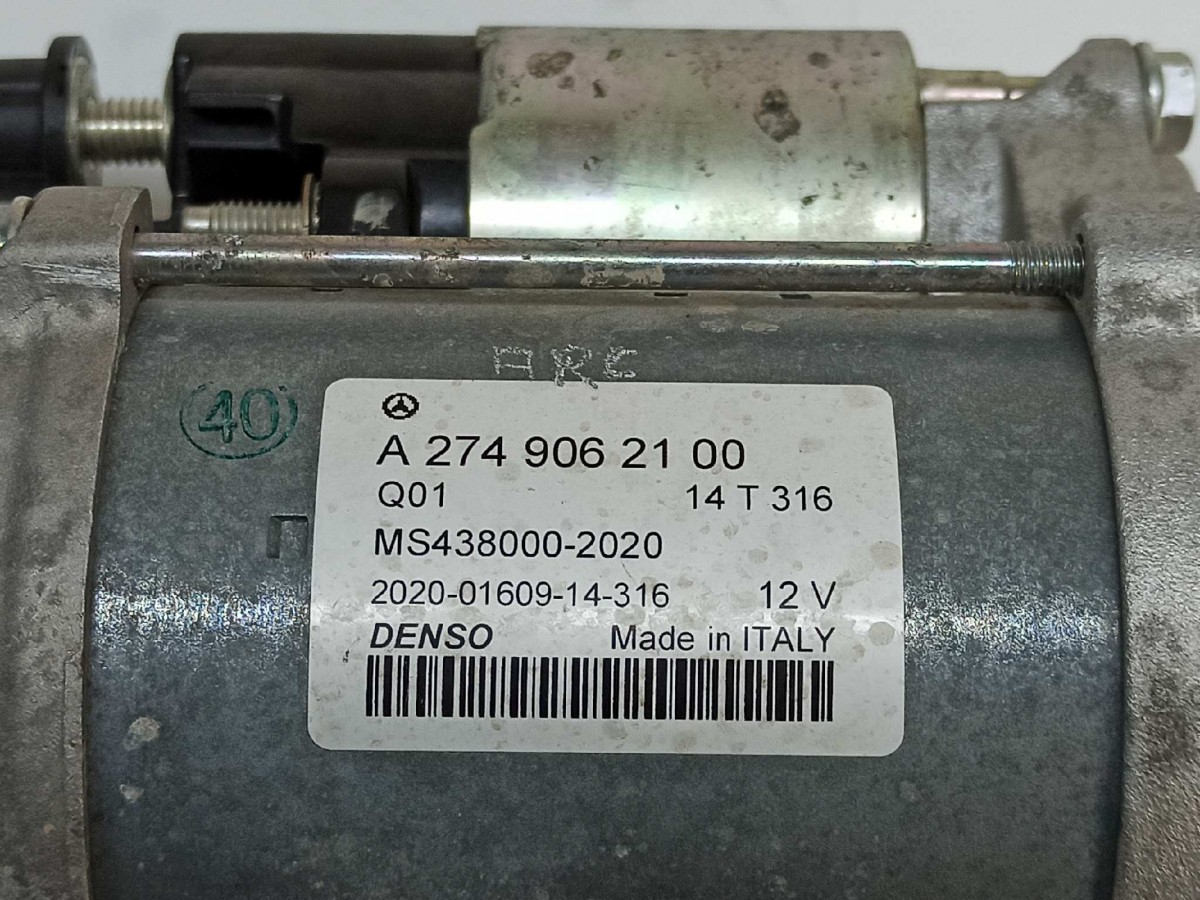 ARE
40
A 274 906 21 00
Q01 14 T 316
MS438000-2020
2020-01609-14-316 12 V
DENSO Made in ITALY